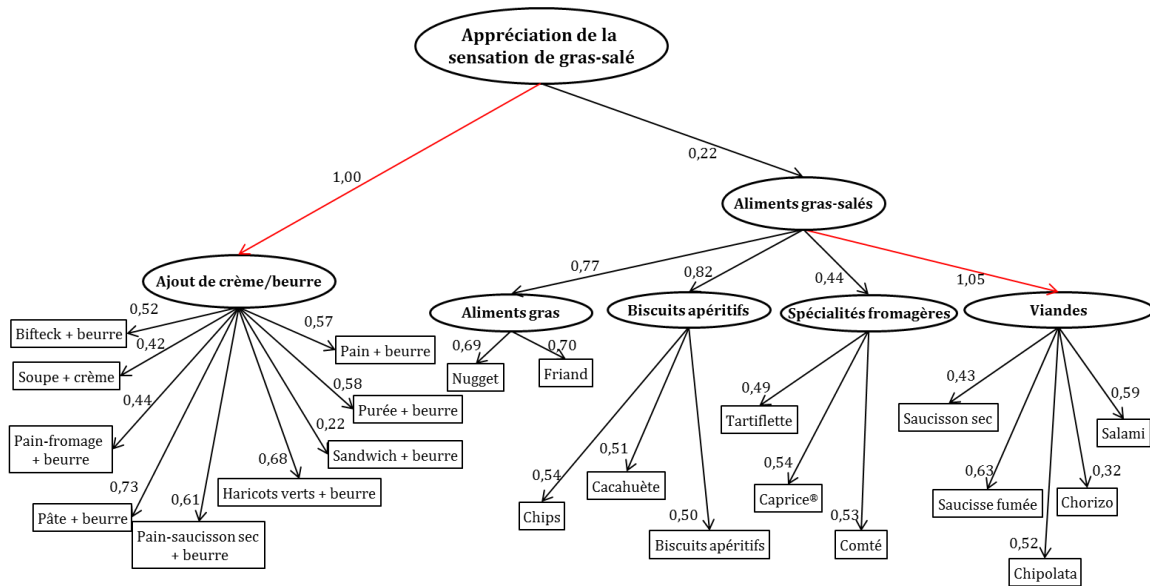 Appréciation de la
sensation de gras-salé
0,22
1,00
Aliments gras-salés
0,77
0,82
0,44
1,05
Ajout de crème/beurre
Aliments gras
Biscuits apéritifs
Spécialités fromagères
Viandes
0,52
Bifteck + beurre
0,57
Pain + beurre
0,42
Soupe + crème
0,69
Nugget
0,70
Friand
0,44
Pain-fromage
+ beurre
0,58
Purée + beurre
0,22
Sandwich + beurre
0,49
Tartiflette
0,43
Saucisson sec
0,59
Salami
0,73
Pâte + beurre
0,61
Pain-saucisson sec
+ beurre
0,68
Haricots verts + beurre
0,54
Chips
0,51
Cacahuète
0,50
Biscuits apéritifs
0,54
Caprice®
0,53
Comté
0,63
Saucisse fumée
0,32
Chorizo
0,52
Chipolata